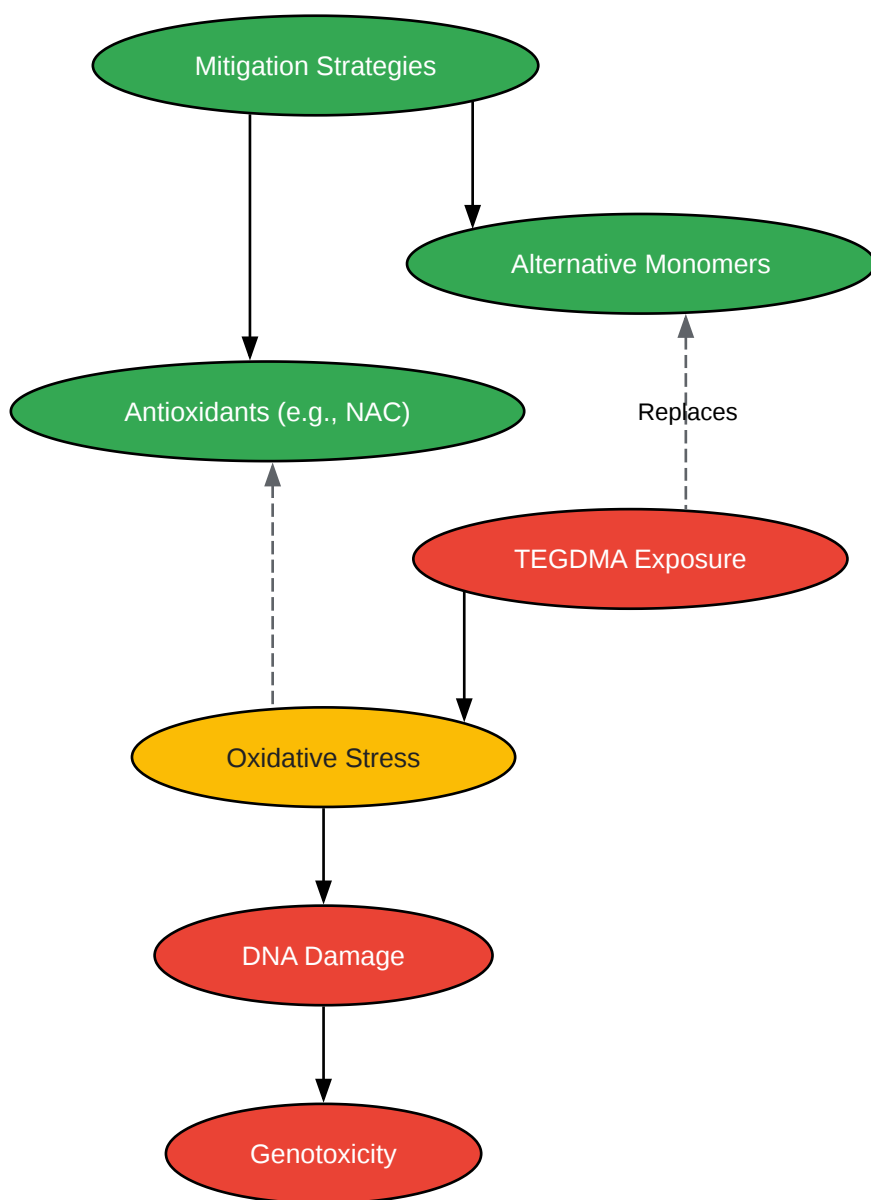 Mitigation Strategies
Alternative Monomers
Antioxidants (e.g., NAC)
Replaces
TEGDMA Exposure
Oxidative Stress
DNA Damage
Genotoxicity